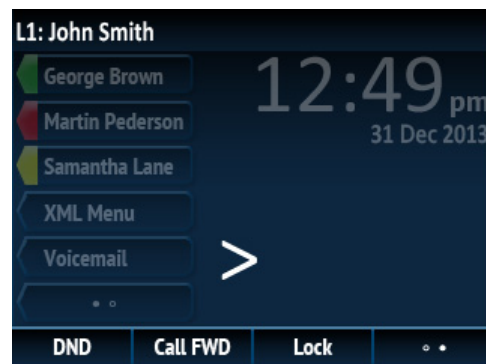 L1: John Smith
George Brown
12:49 pm
Martin Pederson
31 Dec 2013
Samantha Lane
XML Menu
Voicemail
>
DND Call FWD Lock